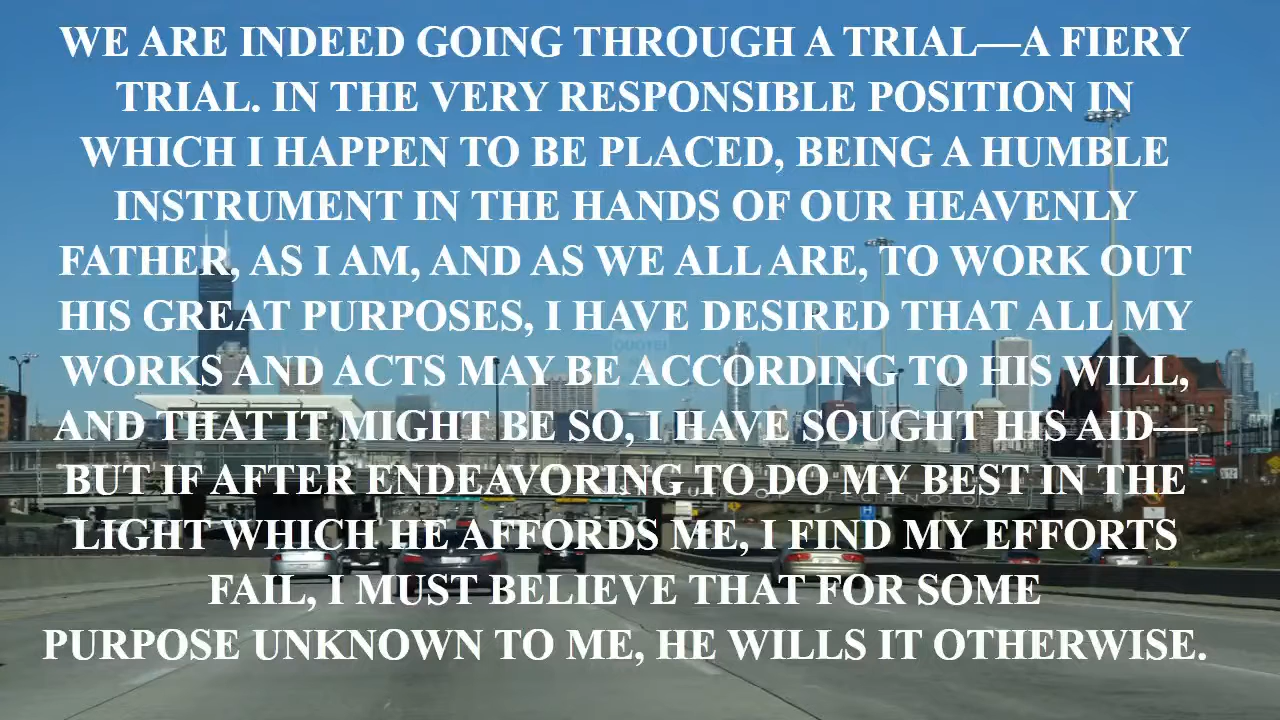 WE ARE INDEED GOING THROUGH A TRIAL—A FIERY
TRIAL. IN THE VERY RESPONSIBLE POSITION IN
WHICH I HAPPEN TO BE PLACED, BEING A HUMBLE
INSTRUMENT IN THE HANDS OF OUR HEAVENLY
FATHER, AS I AM, AND AS WE ALL ARE, TO WORK OUT
HIS GREAT PURPOSES, I HAVE DESIRED THAT ALL MY
WORKS AND ACTS MAY BE ACCORDING TO HIS WILL,
AND THAT IT MIGHT BE SO, I HAVE SOUGHT HIS AID—
BUT IF AFTER ENDEAVORING TO DO MY BEST IN THE
LIGHT WHICH HE AFFORDS ME, I FIND MY EFFORTS
FAIL, I MUST BELIEVE THAT FOR SOME
PURPOSE UNKNOWN TO ME, HE WILLS IT OTHERWISE.